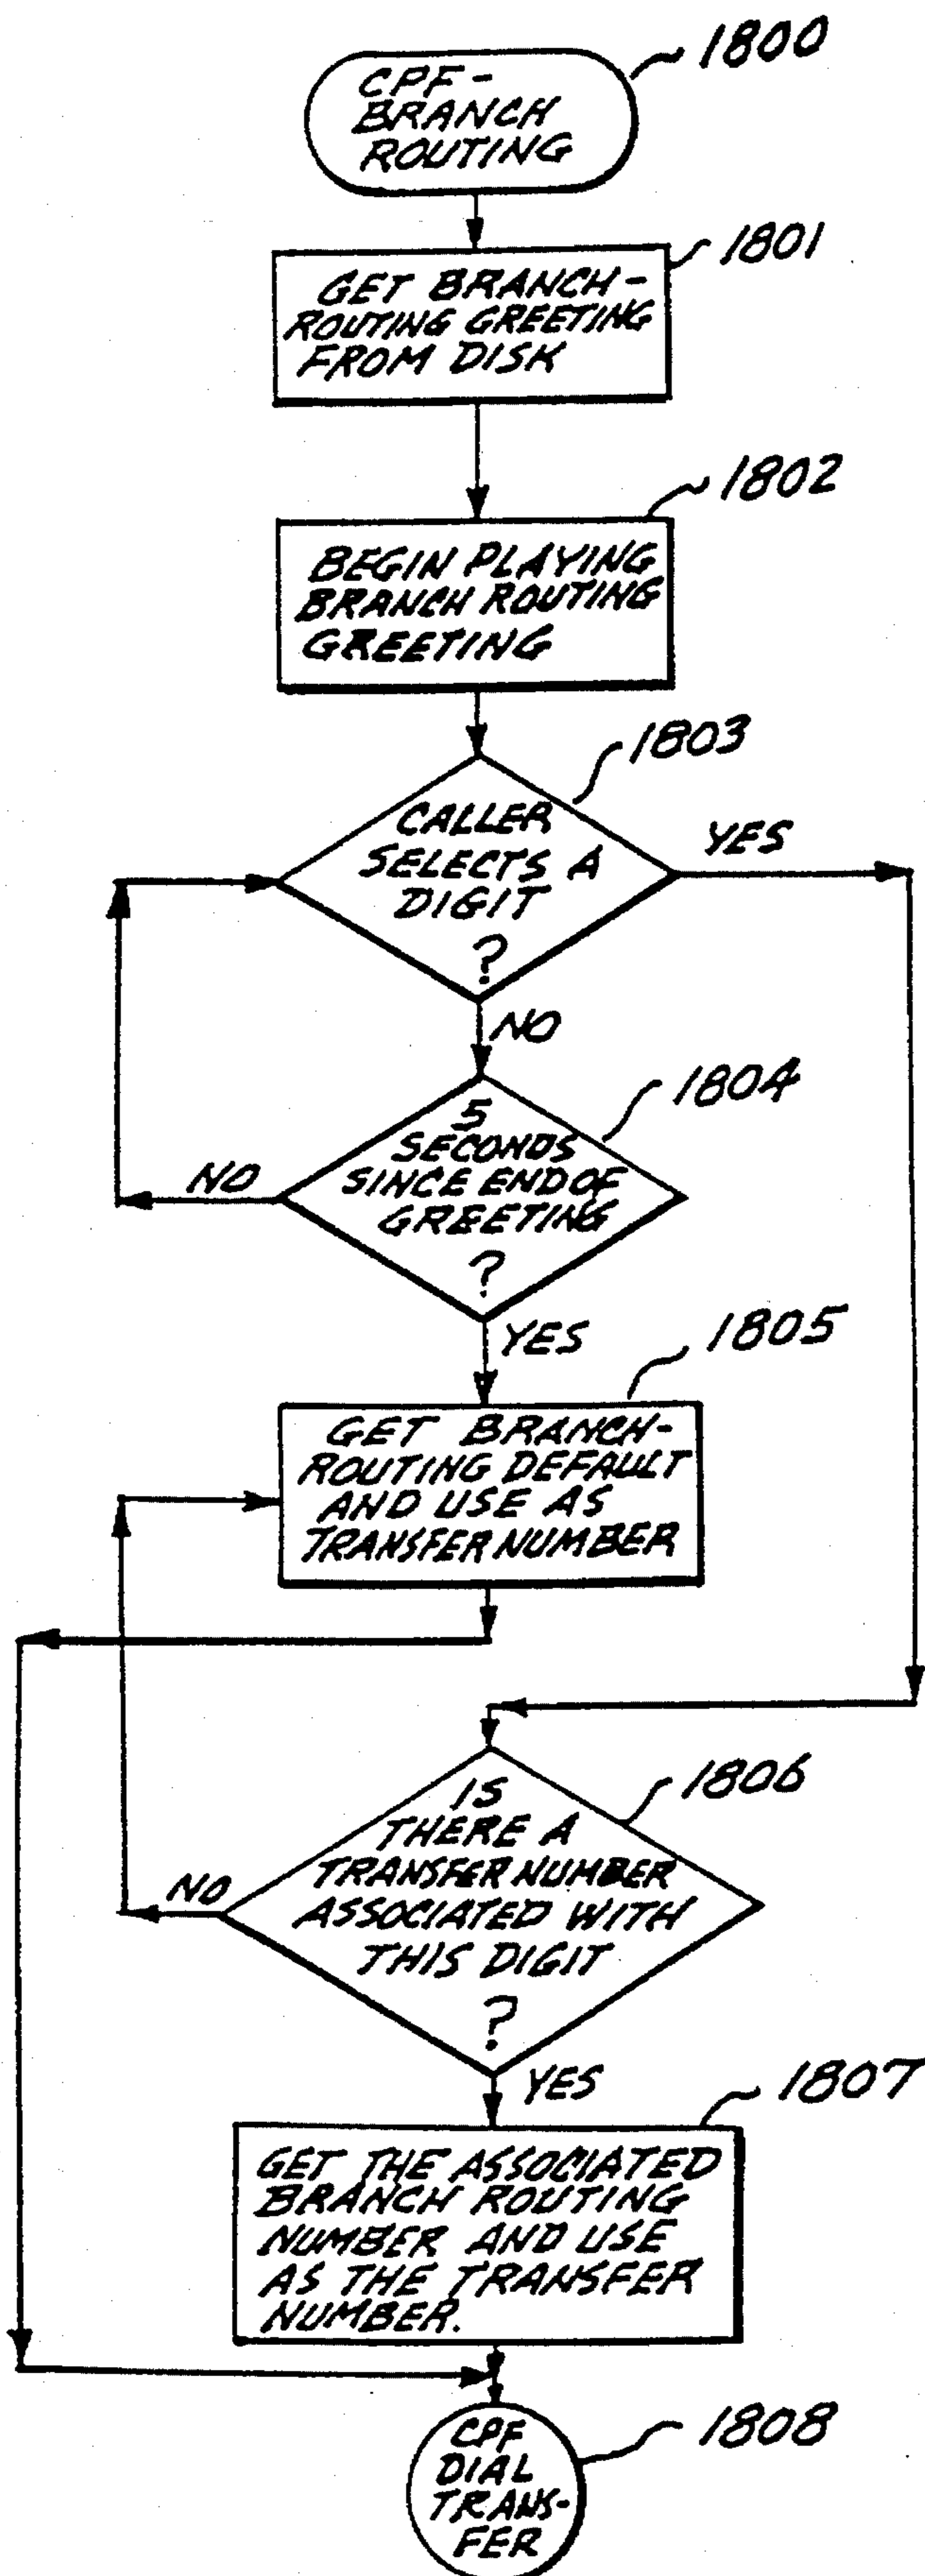 1800
CPF-
BRANCH
ROUTING
1801
GET BRANCH-
ROUTING GREETING
FROM DISK
1802
BEGIN PLAYING
BRANCH ROUTING
GREETING
1803
CALLER
SELECTS A
DIGIT
?
YES
NO
1804
5
SECONDS
SINCE END OF
GREETING
?
NO
YES
1805
GET BRANCH-
ROUTING DEFAULT
AND USE AS
TRANSFER NUMBER
1806
IS
THERE A
TRANSFER NUMBER
ASSOCIATED WITH
THIS DIGIT
?
NO
YES
1807
GET THE ASSOCIATED
BRANCH ROUTING
NUMBER AND USE
AS THE TRANSFER
NUMBER.
1808
CPF
DIAL
TRANS-
FER